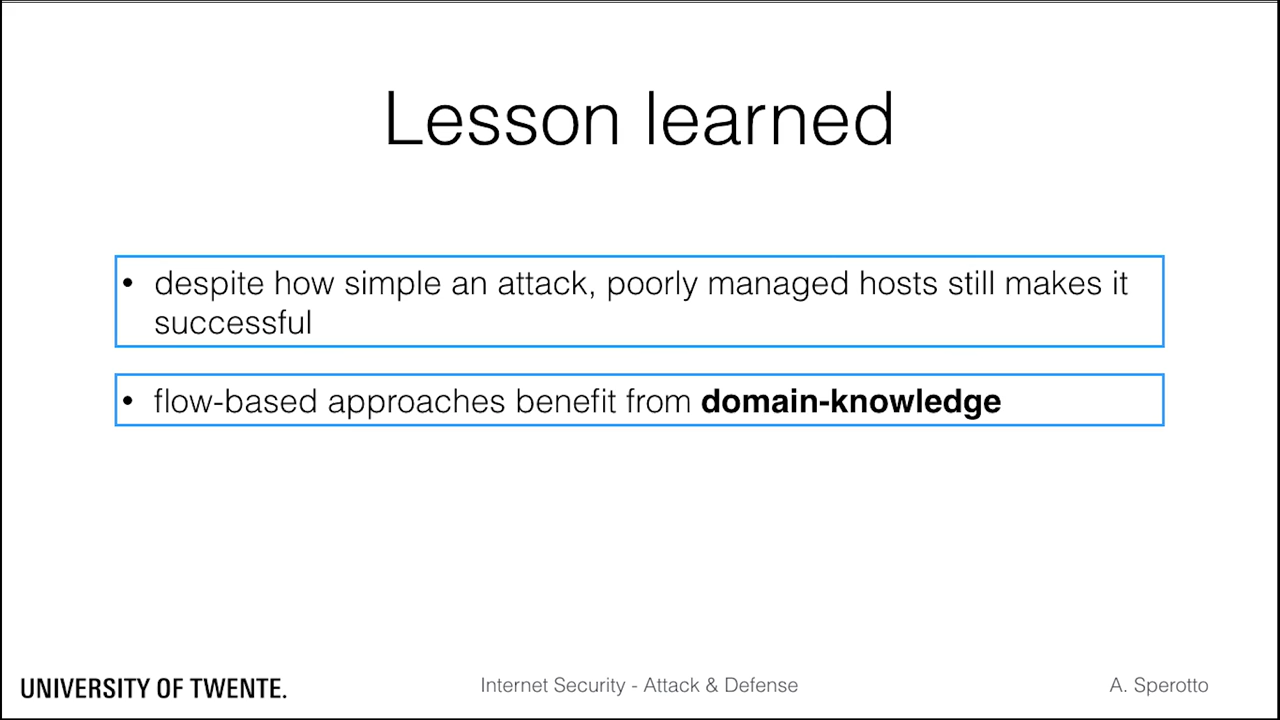 Lesson learned
• despite how simple an attack, poorly managed hosts still makes it
successful
• flow-based approaches benefit from domain-knowledge
UNIVERSITY OF TWENTE.
Internet Security - Attack & Defense
A. Sperotto